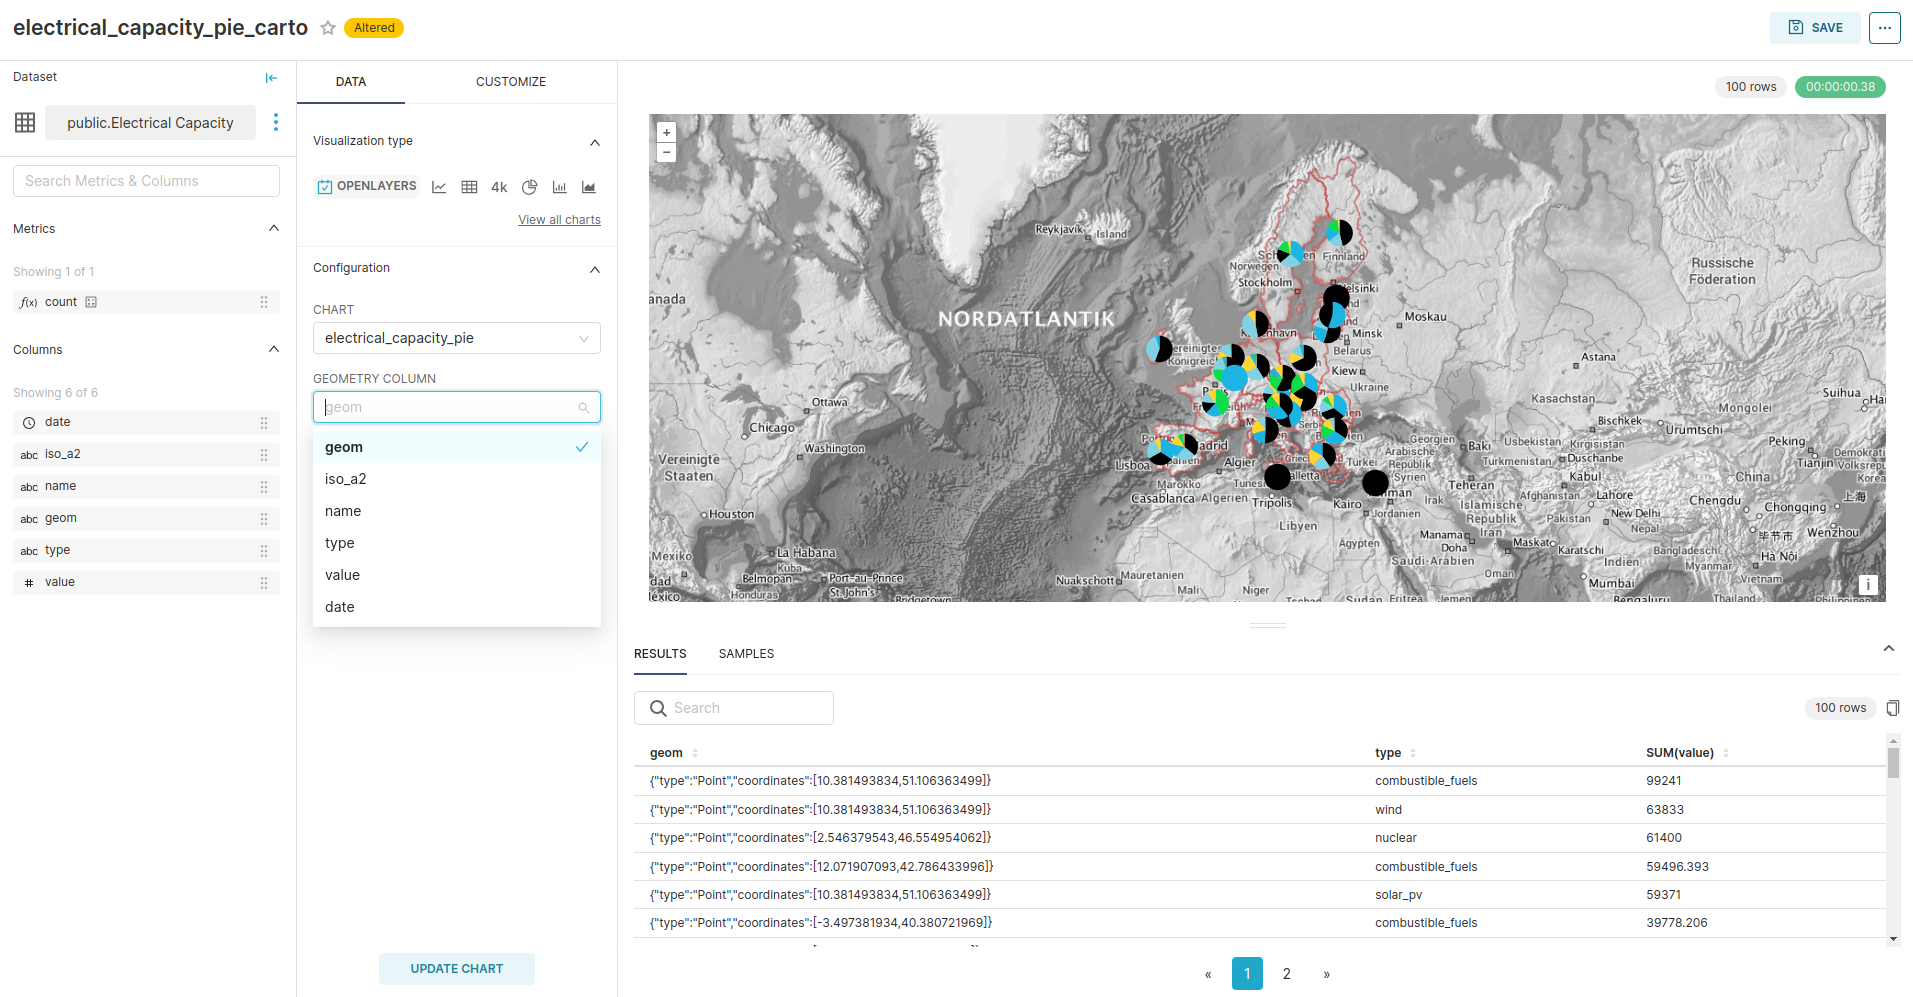 electrical_capacity_pie_carto
Altered
SAVE
Dataset
public.Electrical Capacity
Search Metrics & Columns
Metrics
Showing 1 of 1
f(x) count
Columns
Showing 6 of 6
date
abc iso_a2
abc name
abc geom
abc type
# value
DATA
CUSTOMIZE
Visualization type
OPENLAYERS
4k
View all charts
Configuration
CHART
electrical_capacity_pie
GEOMETRY COLUMN
geom
geom
iso_a2
name
type
value
date
UPDATE CHART
100 rows
00:00:00.38
+
−
Reykjavík
Island
Norwegen
Finnland
Stockholm
Russische
Föderation
anada
NORDATLANTIK
Moskau
Minsk
Belarus
Astana
Kasachstan
Kiew
Ukraine
Ottawa
Chicago
Washington
Vereinigte
Staaten
Houston
Suihua
Mongolei
Bischkek
Urumtschi
Usbekistan
Kirgisistan
Turkmenistan
Duschanbe
Peking
Tianjin
China
Georgien
Baku
Arabische
Republik
Syrien
Teheran
Kabul
Afghanistan
Lahore
Chengdu
Chongqing
上海
Lissboa
Algier
Marokko
Casablanca
Algerien
Tripolis
Kairo
Jordanien
Irak
Iran
Islamische
Republik
Pakistan
New Delhi
Nepal
Libyen
Ägypten
Manama
Doha
Maskat
Karatschi
Indien
Bangladesch
Myanmar
Wenzhou
Hà Nội
Saudi-Arabien
Oman
Mumbai
Vietnam
Mexiko
La Habana
Kuba
Belmopan
Port-au-Prince
St.John's
Honduras
Bridgetown
Nuakschott
Mauretanien
Mali
Niger
Tschad
Sudan
Eritrea
Jemen
Bengaluru
Thailand
Philippinen
i
RESULTS
SAMPLES
Search
100 rows
geom type SUM(value)
{"type":"Point","coordinates":[10.381493834,51.106363499]} combustible_fuels 99241
{"type":"Point","coordinates":[10.381493834,51.106363499]} wind 63833
{"type":"Point","coordinates":[2.546379543,46.554954062]} nuclear 61400
{"type":"Point","coordinates":[12.071907093,42.786433996]} combustible_fuels 59496.393
{"type":"Point","coordinates":[10.381493834,51.106363499]} solar_pv 59371
{"type":"Point","coordinates":[-3.497381934,40.380721969]} combustible_fuels 39778.206
« 1 2 »